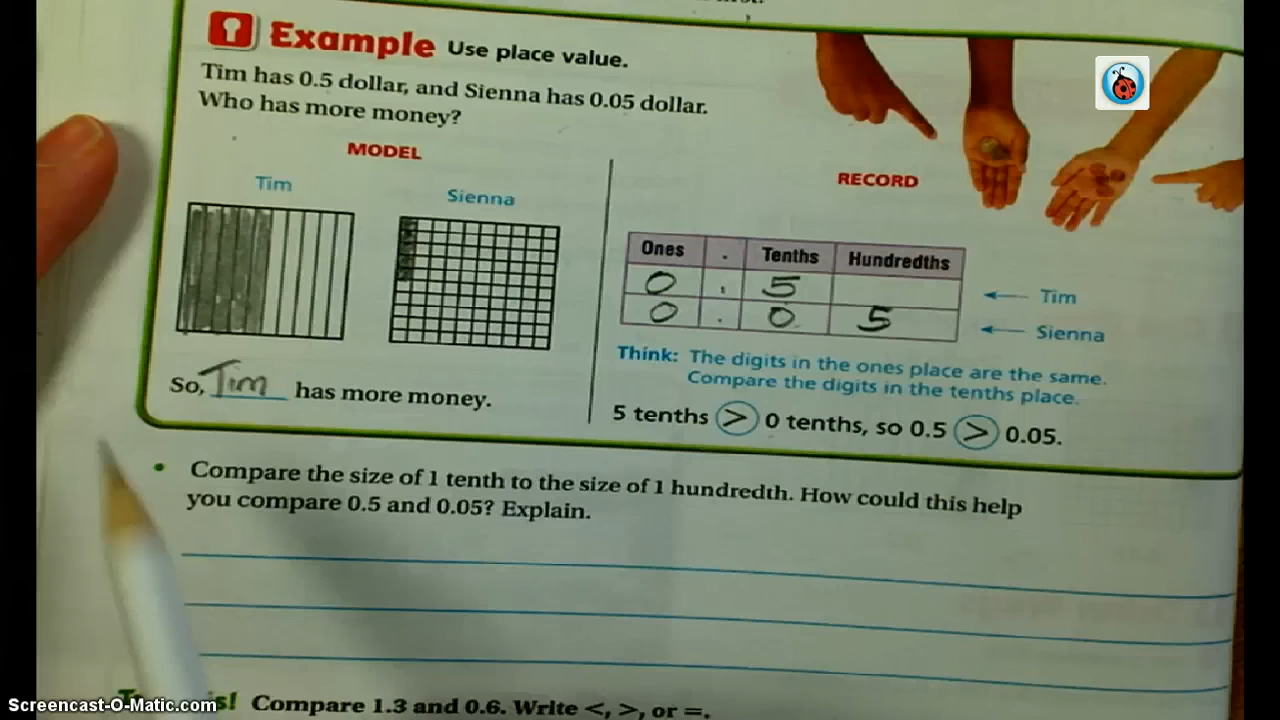 Example Use place value.
Tim has 0.5 dollar, and Sienna has 0.05 dollar.
Who has more money?
MODEL
Tim
Sienna
So, Tim has more money.
RECORD
Ones . Tenths Hundredths
0 . 5
0 . 0 5
Tim
Sienna
Think: The digits in the ones place are the same.
Compare the digits in the tenths place.
5 tenths > 0 tenths, so 0.5 > 0.05.
• Compare the size of 1 tenth to the size of 1 hundredth. How could this help
you compare 0.5 and 0.05? Explain.
Compare 1.3 and 0.6. Write <, >, or =.
Screencast-O-Matic.com